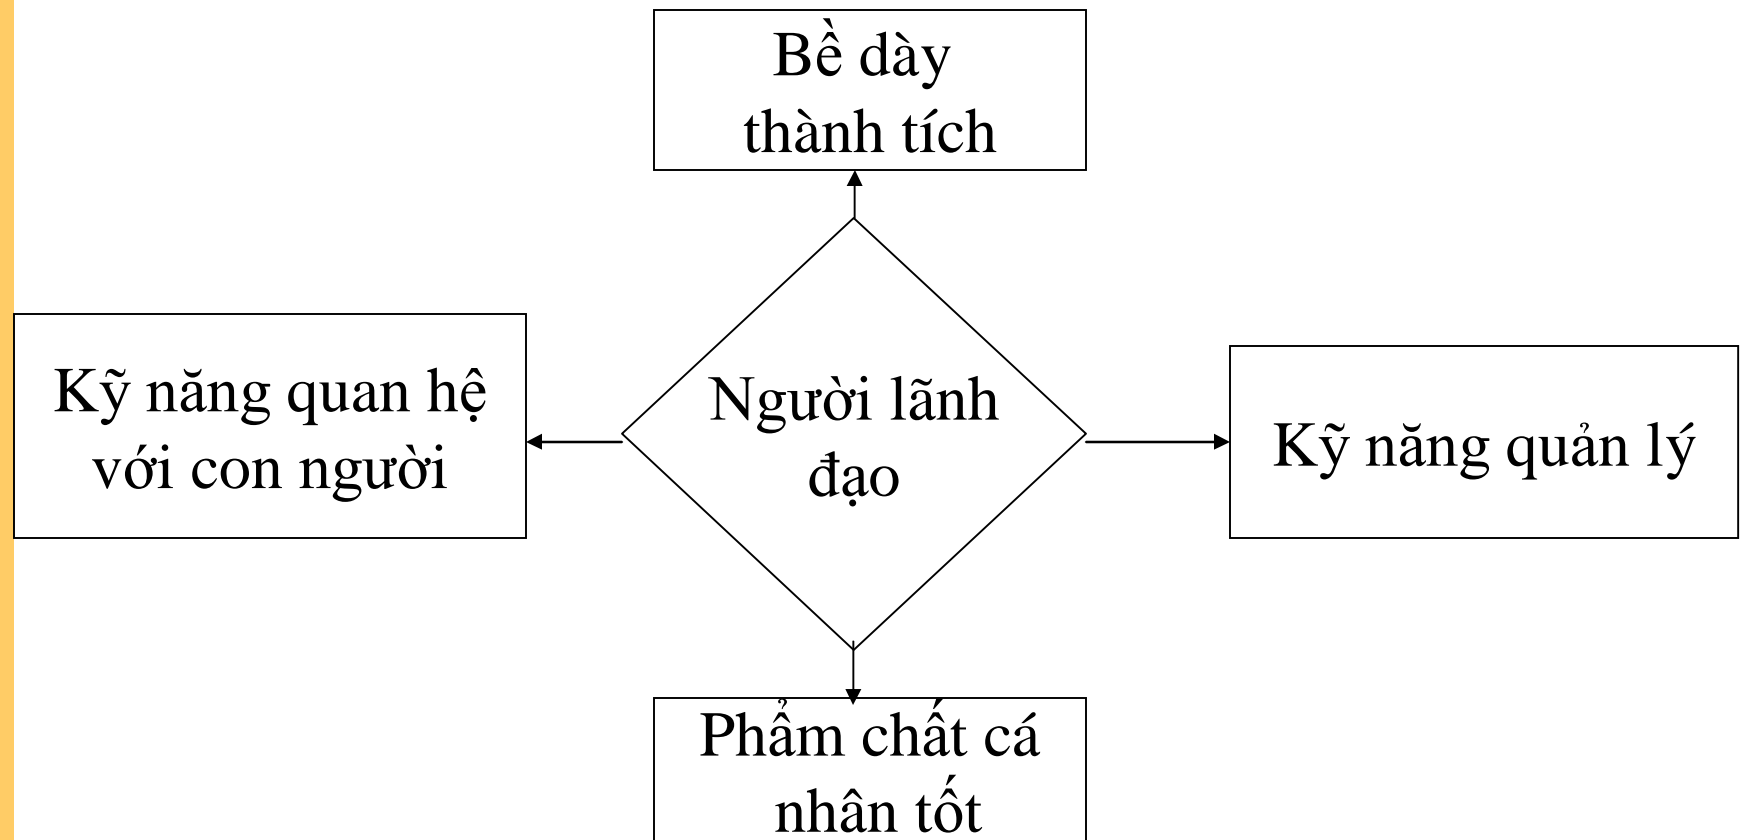 Bề dày
thành tích
Kỹ năng quan hệ
với con người
Người lãnh
đạo
Kỹ năng quản lý
Phẩm chất cá
nhân tốt